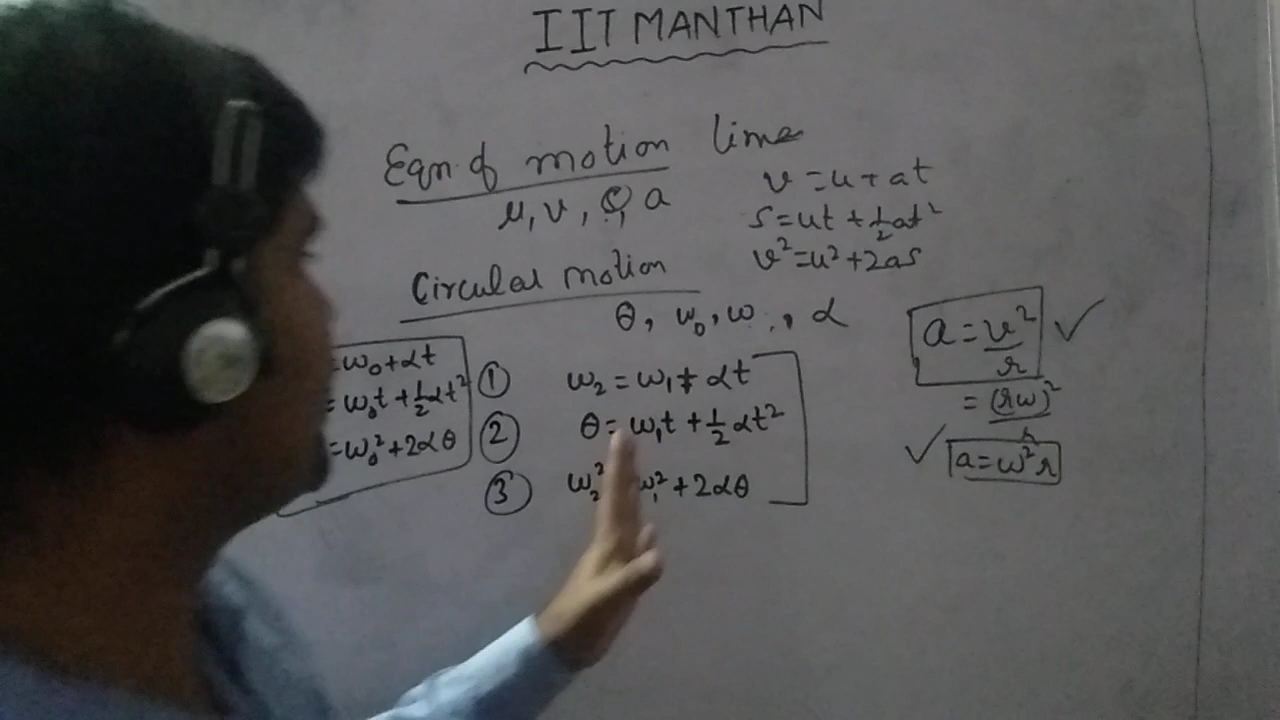 IIT MANTHAN
Eqn. of motion line
u, v, s, a
v = u + at
s = ut + ½at²
v² = u² + 2as
Circular motion
θ, ω₀, ω, , α
= ω₀ + αt
= ω₀t + ½αt²
= ω₀² + 2αθ
① ω₂ = ω₁ + αt
② θ = ω₁t + ½αt²
③ ω₂² ω₁² + 2αθ
a = v²/r ✓
= (rω)²/r
✓ a = ω²r